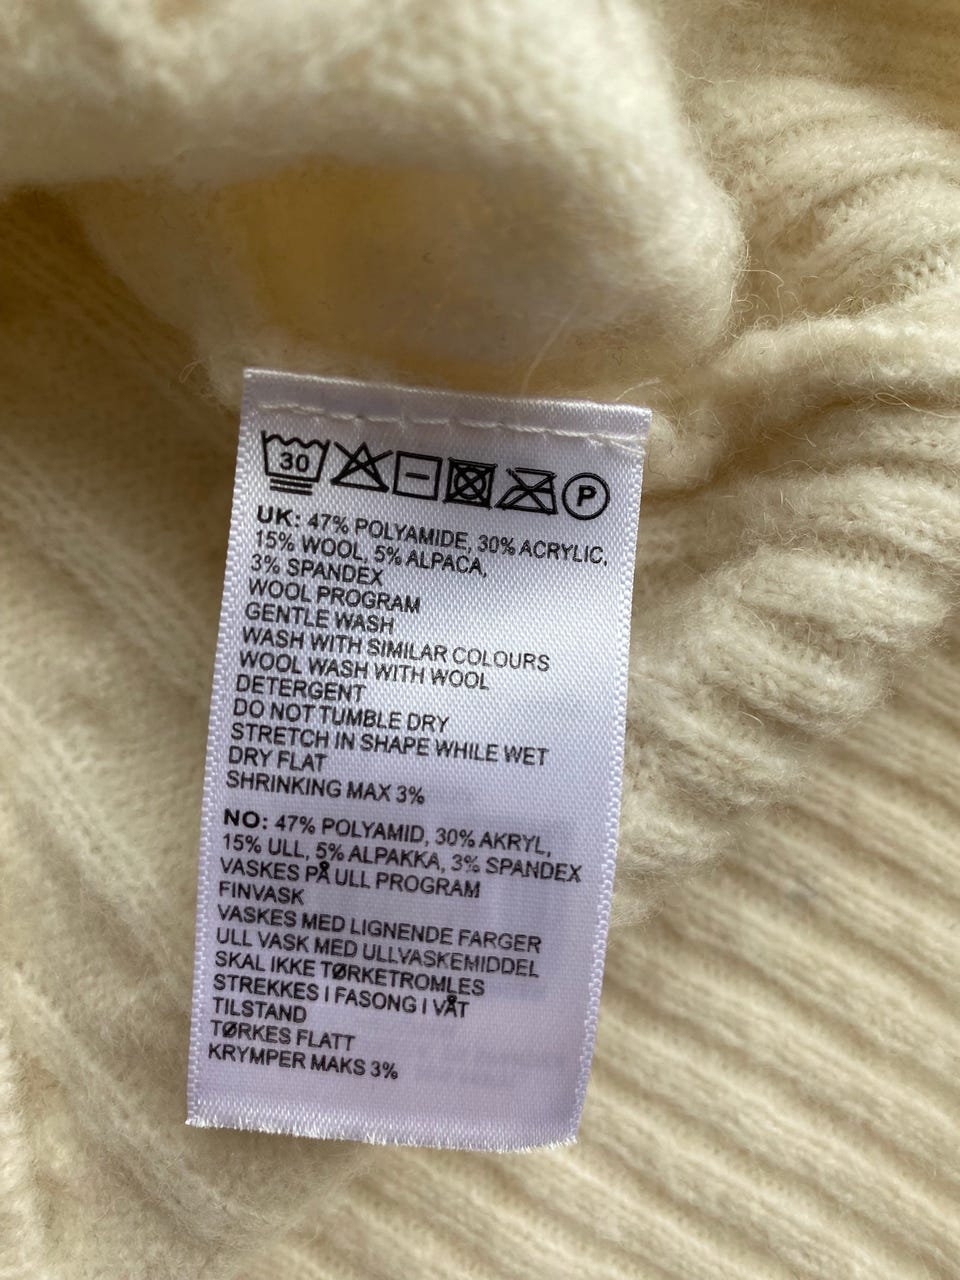 30 P
UK: 47% POLYAMIDE, 30% ACRYLIC,
15% WOOL, 5% ALPACA,
3% SPANDEX
WOOL PROGRAM
GENTLE WASH
WASH WITH SIMILAR COLOURS
WOOL WASH WITH WOOL
DETERGENT
DO NOT TUMBLE DRY
STRETCH IN SHAPE WHILE WET
DRY FLAT
SHRINKING MAX 3%
NO: 47% POLYAMID, 30% AKRYL,
15% ULL, 5% ALPAKKA, 3% SPANDEX
VASKES PÅ ULL PROGRAM
FINVASK
VASKES MED LIGNENDE FARGER
ULL VASK MED ULLVASKEMIDDEL
SKAL IKKE TØRKETROMLES
STREKKES I FASONG I VÅT
TILSTAND
TØRKES FLATT
KRYMPER MAKS 3%